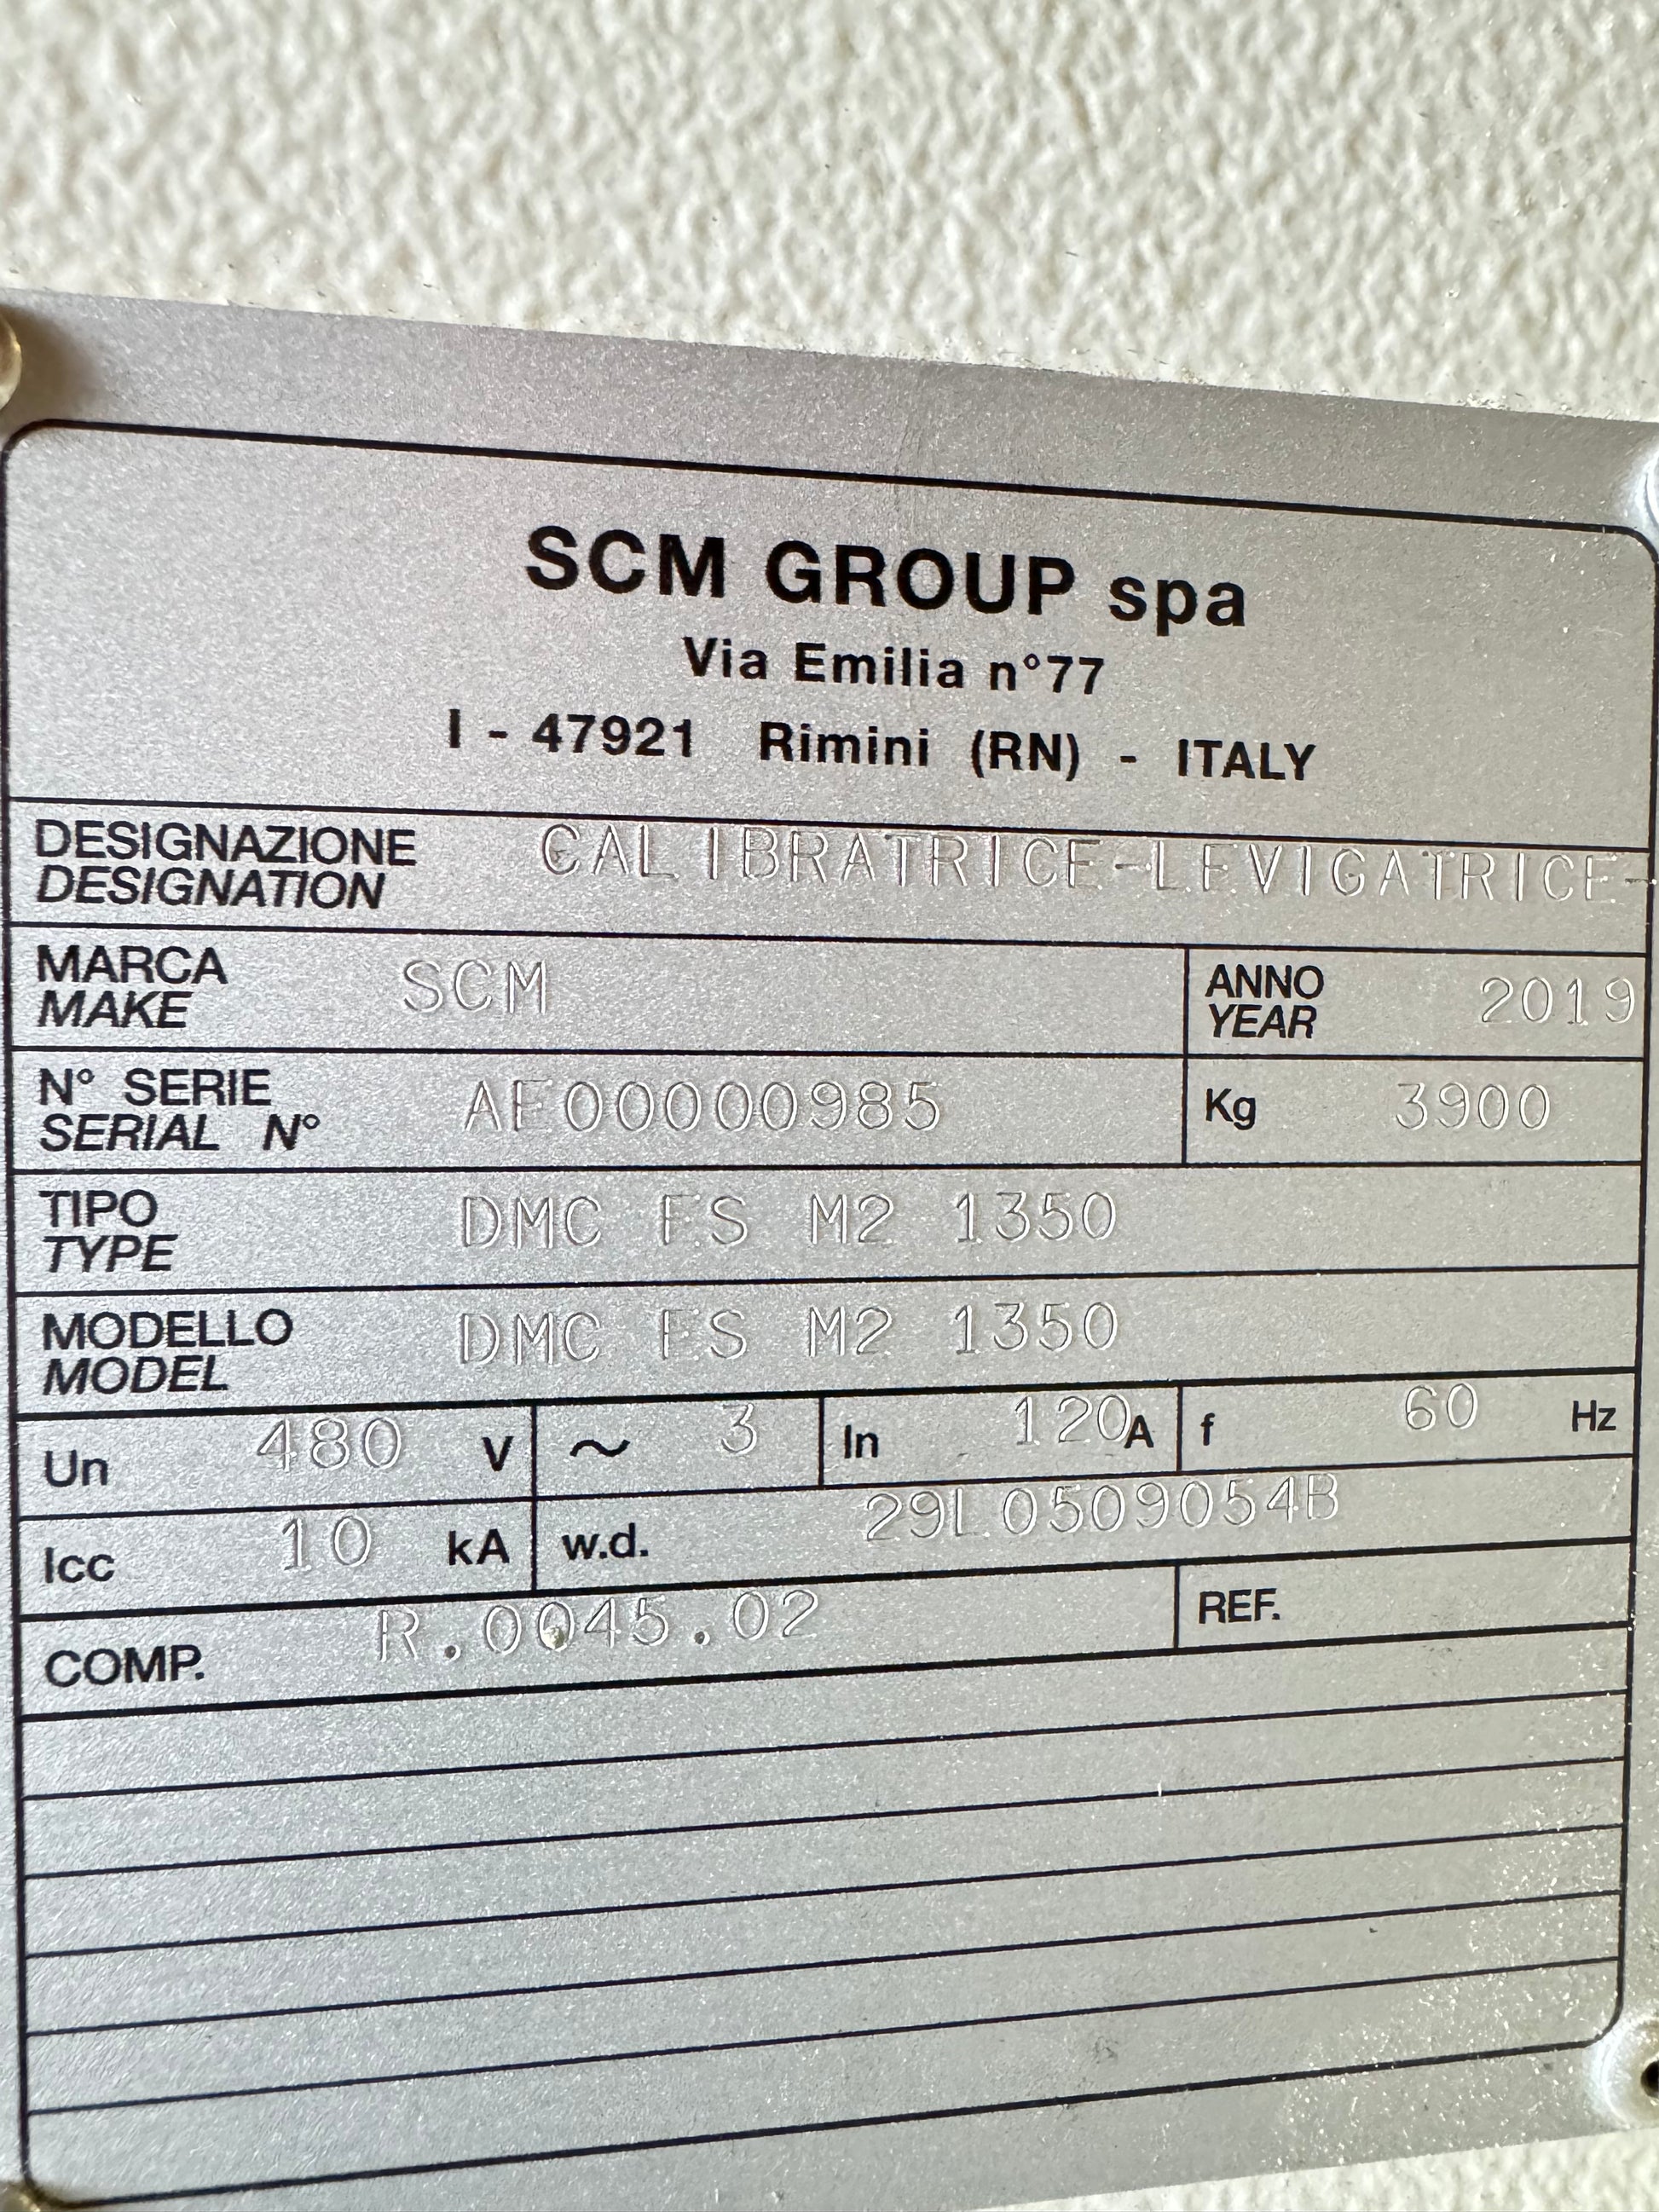 SCM GROUP spa
Via Emilia n°77
I - 47921 Rimini (RN) - ITALY
DESIGNAZIONE CALIBRATRICE-LEVIGATRICE-
DESIGNATION
MARCA SCM ANNO 2019
MAKE YEAR
N° SERIE AF00000985 Kg 3900
SERIAL N°
TIPO DMC FS M2 1350
TYPE
MODELLO DMC FS M2 1350
MODEL
Un 480 V ~ 3 In 120A f 60 Hz
Icc 10 kA w.d. 29L0509054B
COMP. R.0045.02 REF.